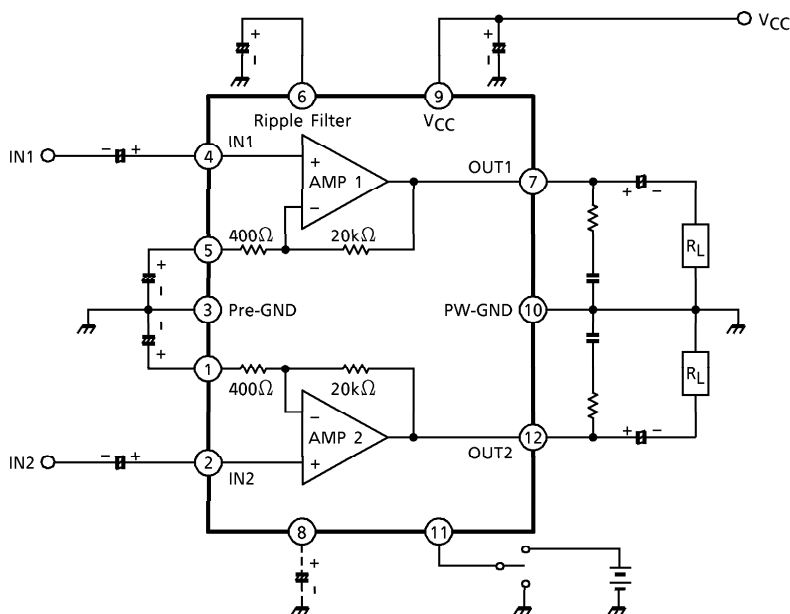 +
+
V_CC
6
9
Ripple Filter
V_CC
IN1
- +
4
IN1
+
AMP 1
-
OUT1
7
+ -
400Ω
20kΩ
5
R_L
+
3
Pre-GND
PW-GND
10
+
1
400Ω
20kΩ
R_L
-
AMP 2
+
OUT2
12
+ -
IN2
- +
2
IN2
8
11
+